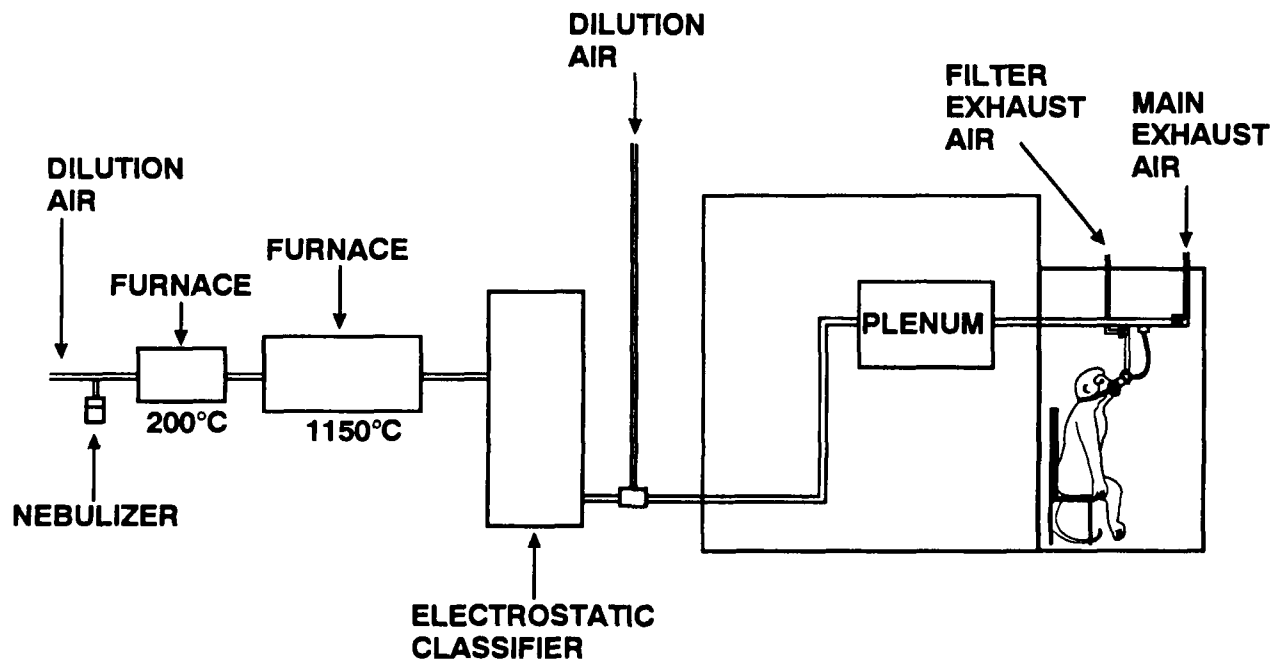 DILUTION
AIR
FILTER
EXHAUST
AIR
MAIN
EXHAUST
AIR
DILUTION
AIR
FURNACE
FURNACE
PLENUM
200°C
1150°C
NEBULIZER
ELECTROSTATIC
CLASSIFIER